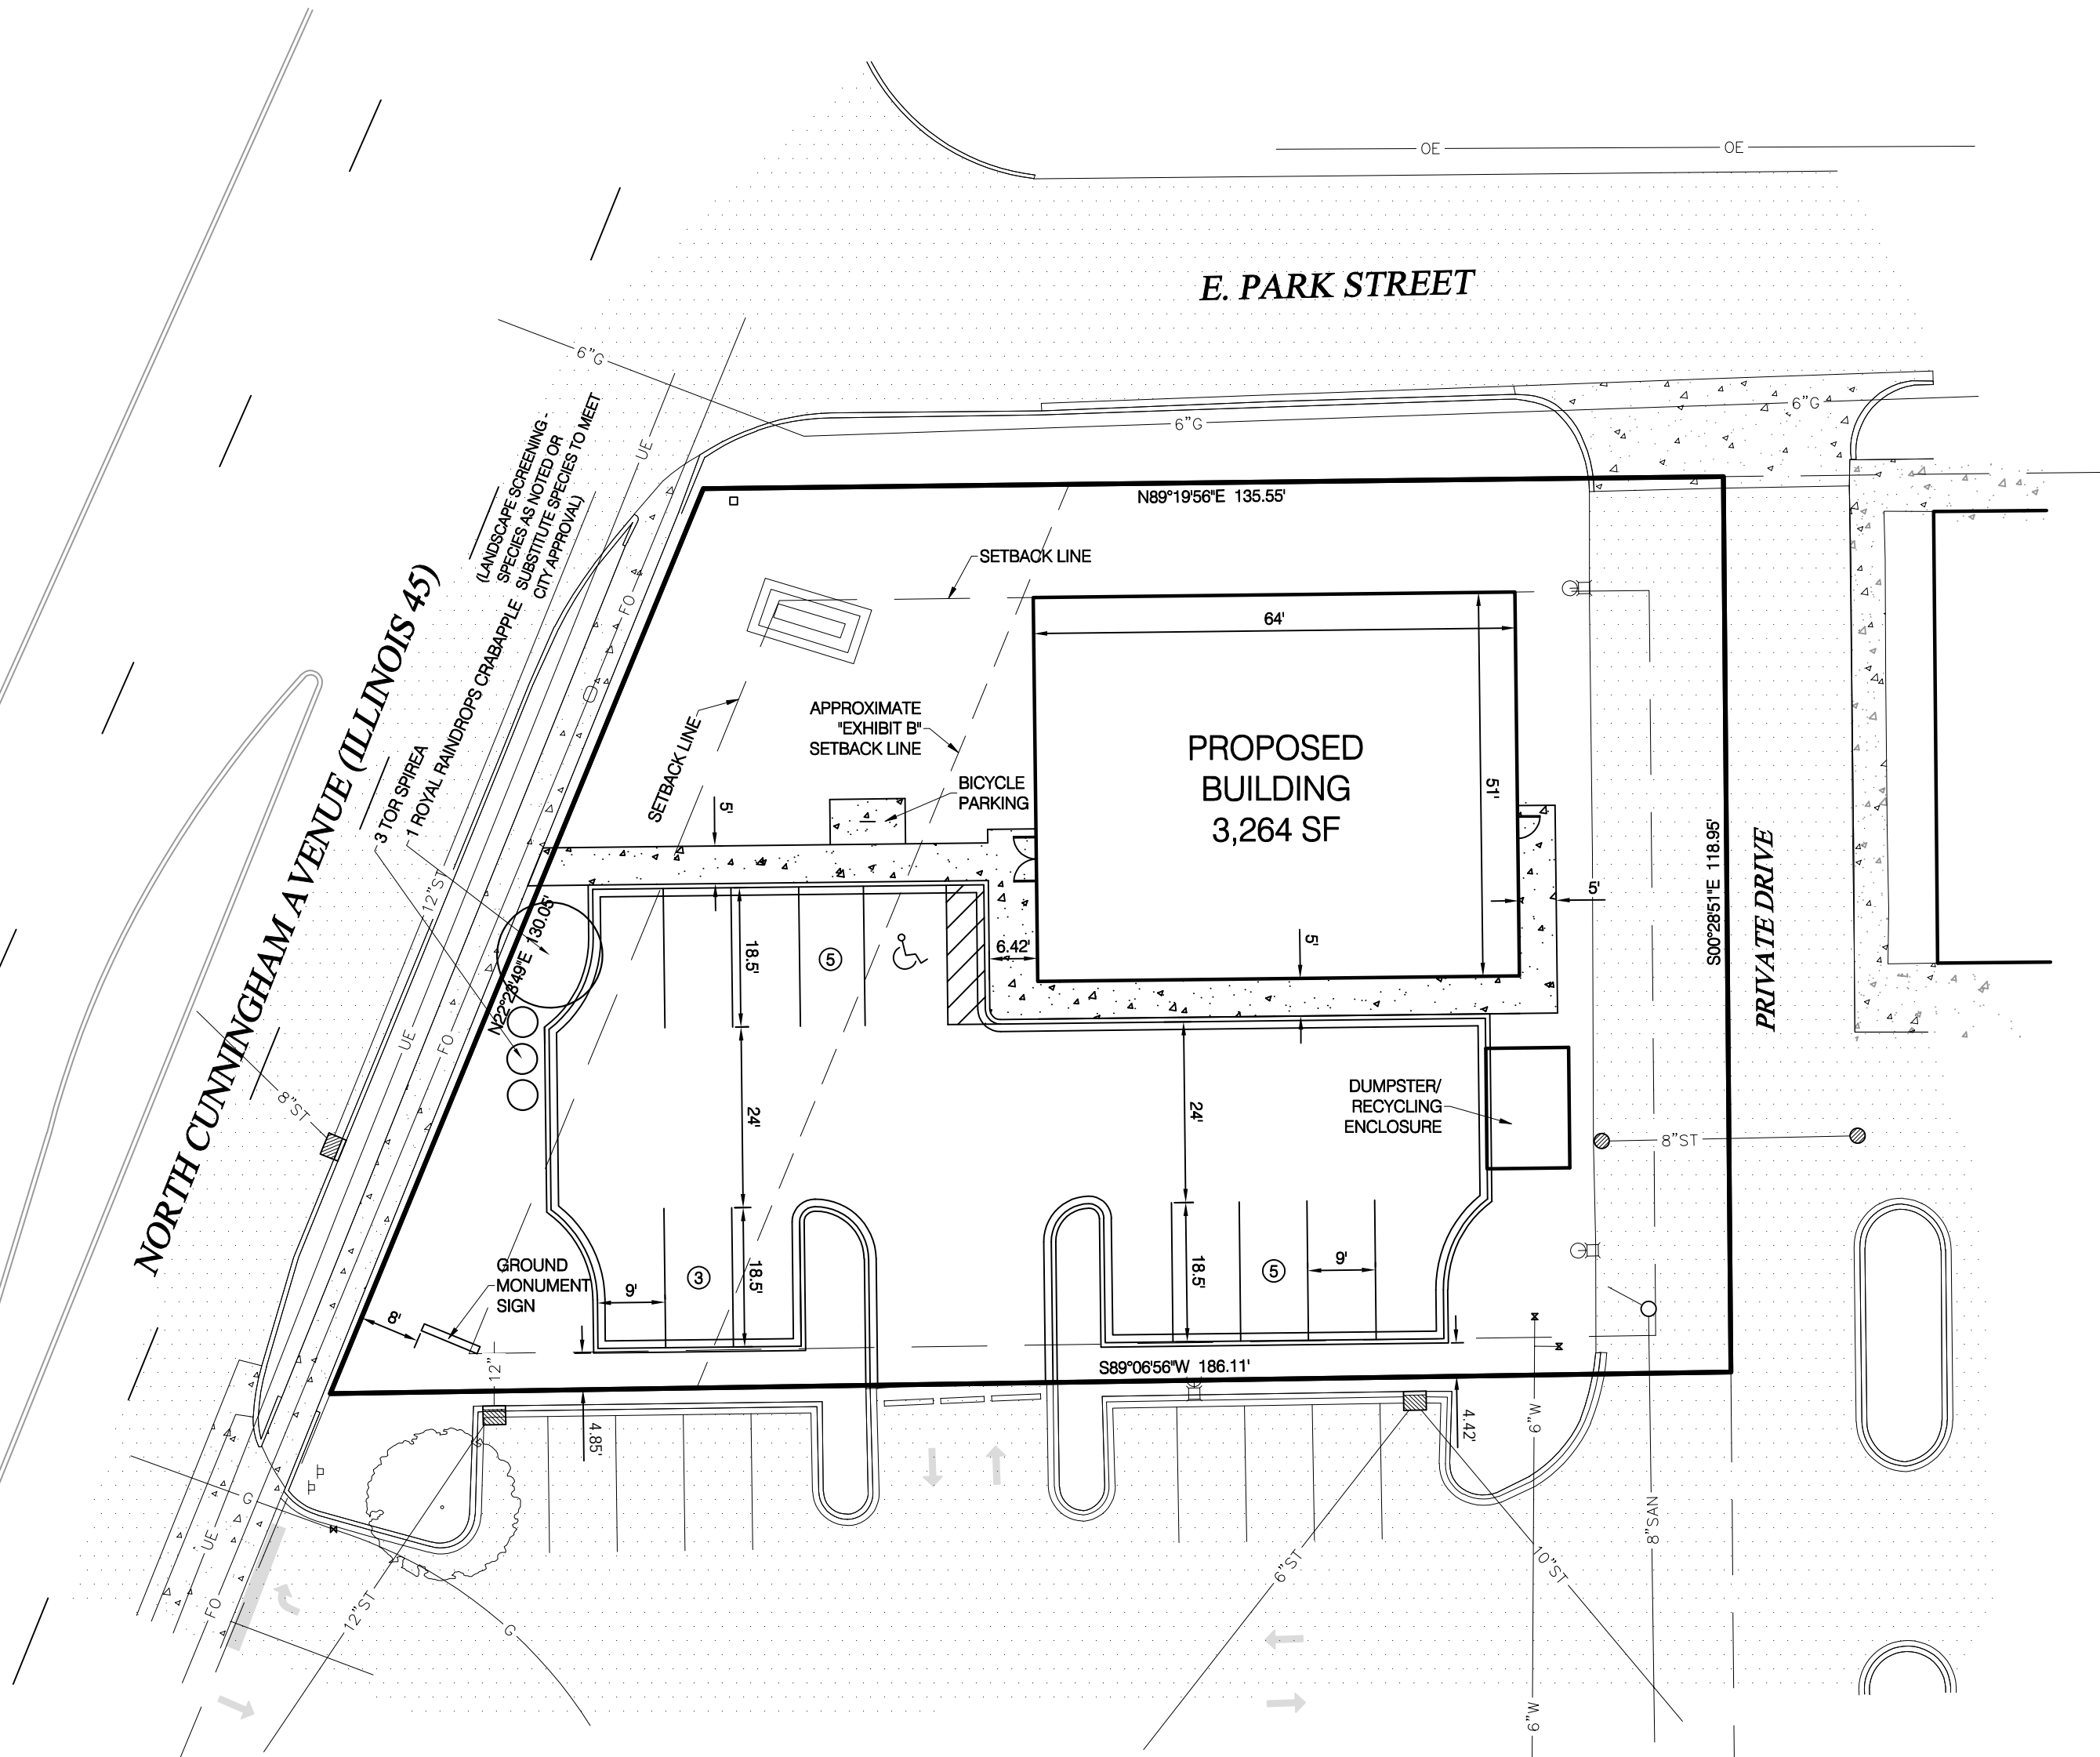 OE
OE
E. PARK STREET
6"G
6"G
6"G
UE
(LANDSCAPE SCREENING -
SPECIES AS NOTED OR
SUBSTITUTE SPECIES TO MEET
CITY APPROVAL)
N89°19'56"E 135.55'
SETBACK LINE
FO
NORTH CUNNINGHAM AVENUE (ILLINOIS 45)
3 TOR SPIREA
1 ROYAL RAINDROPS CRABAPPLE
64'
SETBACK LINE
APPROXIMATE
"EXHIBIT B"
SETBACK LINE
PROPOSED
BUILDING
3,264 SF
51'
BICYCLE
PARKING
5'
12"ST
S00°28'51"E 118.95'
PRIVATE DRIVE
5'
N22°23'49"E 130.05'
18.5'
5
6.42'
5'
UE
FO
8"ST
24'
24'
DUMPSTER/
RECYCLING
ENCLOSURE
8"ST
GROUND
MONUMENT
SIGN
9'
3
18.5'
18.5'
5
9'
8'
12"
S89°06'56"W 186.11'
4.85'
4.42'
6"W
G
UE
FO
12"ST
G
6"ST
10"ST
8"SAN
6"W